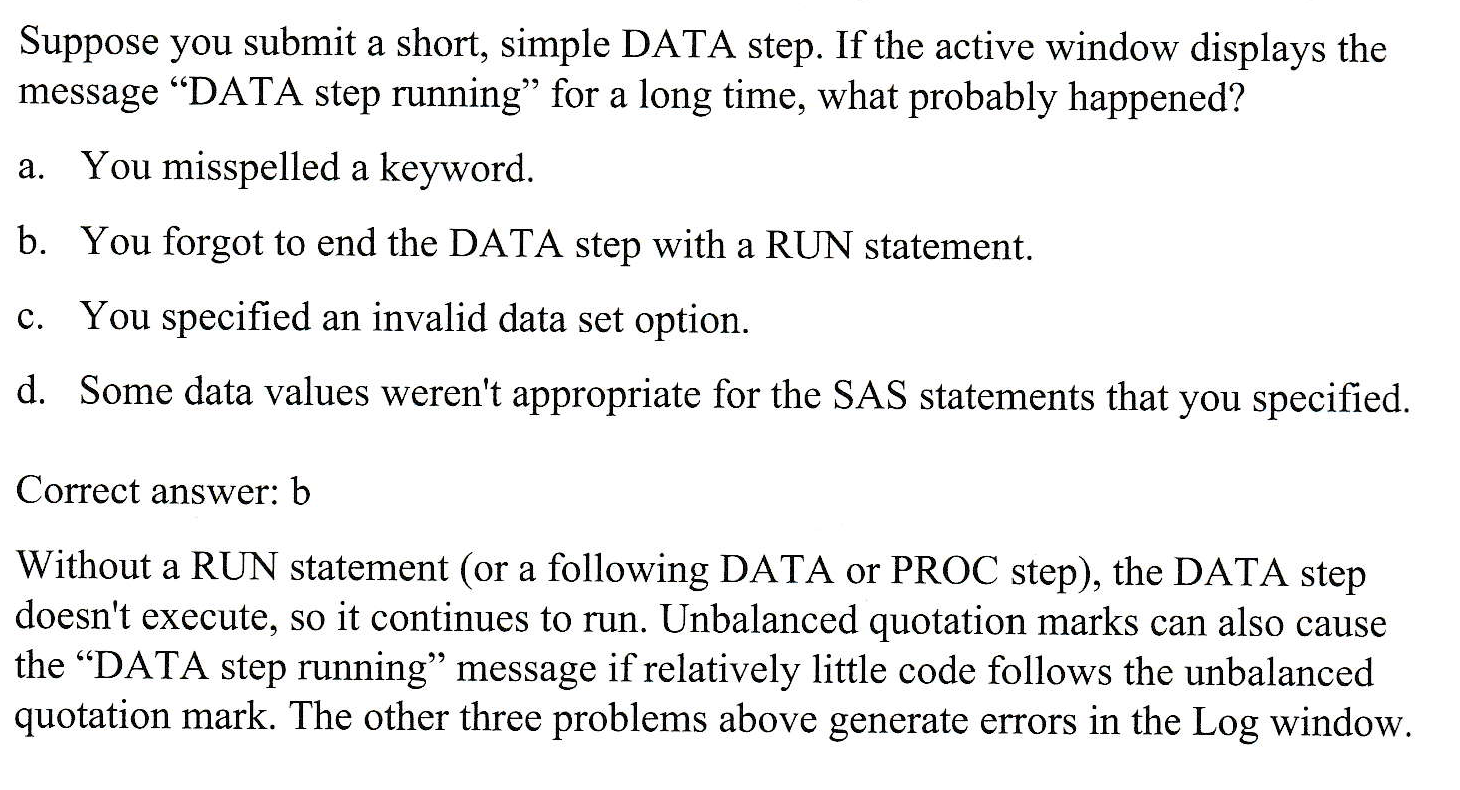 Suppose you submit a short, simple DATA step. If the active window displays the
message “DATA step running” for a long time, what probably happened?
a. You misspelled a keyword.
b. You forgot to end the DATA step with a RUN statement.
c. You specified an invalid data set option.
d. Some data values weren't appropriate for the SAS statements that you specified.
Correct answer: b
Without a RUN statement (or a following DATA or PROC step), the DATA step
doesn't execute, so it continues to run. Unbalanced quotation marks can also cause
the “DATA step running” message if relatively little code follows the unbalanced
quotation mark. The other three problems above generate errors in the Log window.